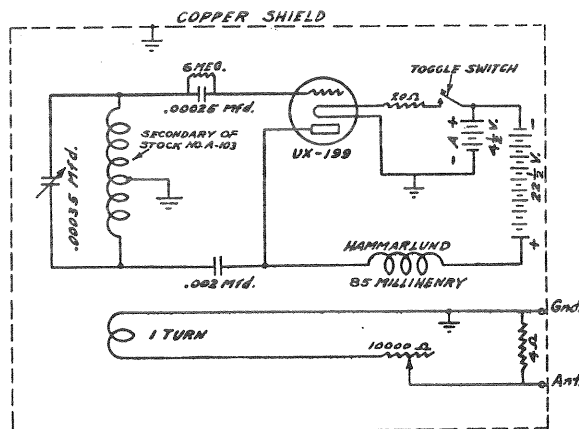 COPPER SHIELD
6 MEG.
.00025 Mfd.
TOGGLE SWITCH
20Ω
SECONDARY OF
STOCK NO. A-103
UX-199
+
A
4½ V.
-
-
22½ V.
+
.00035 Mfd.
.002 Mfd.
HAMMARLUND
85 MILLIHENRY
Gnd.
1 TURN
10000 Ω
4Ω
Ant.